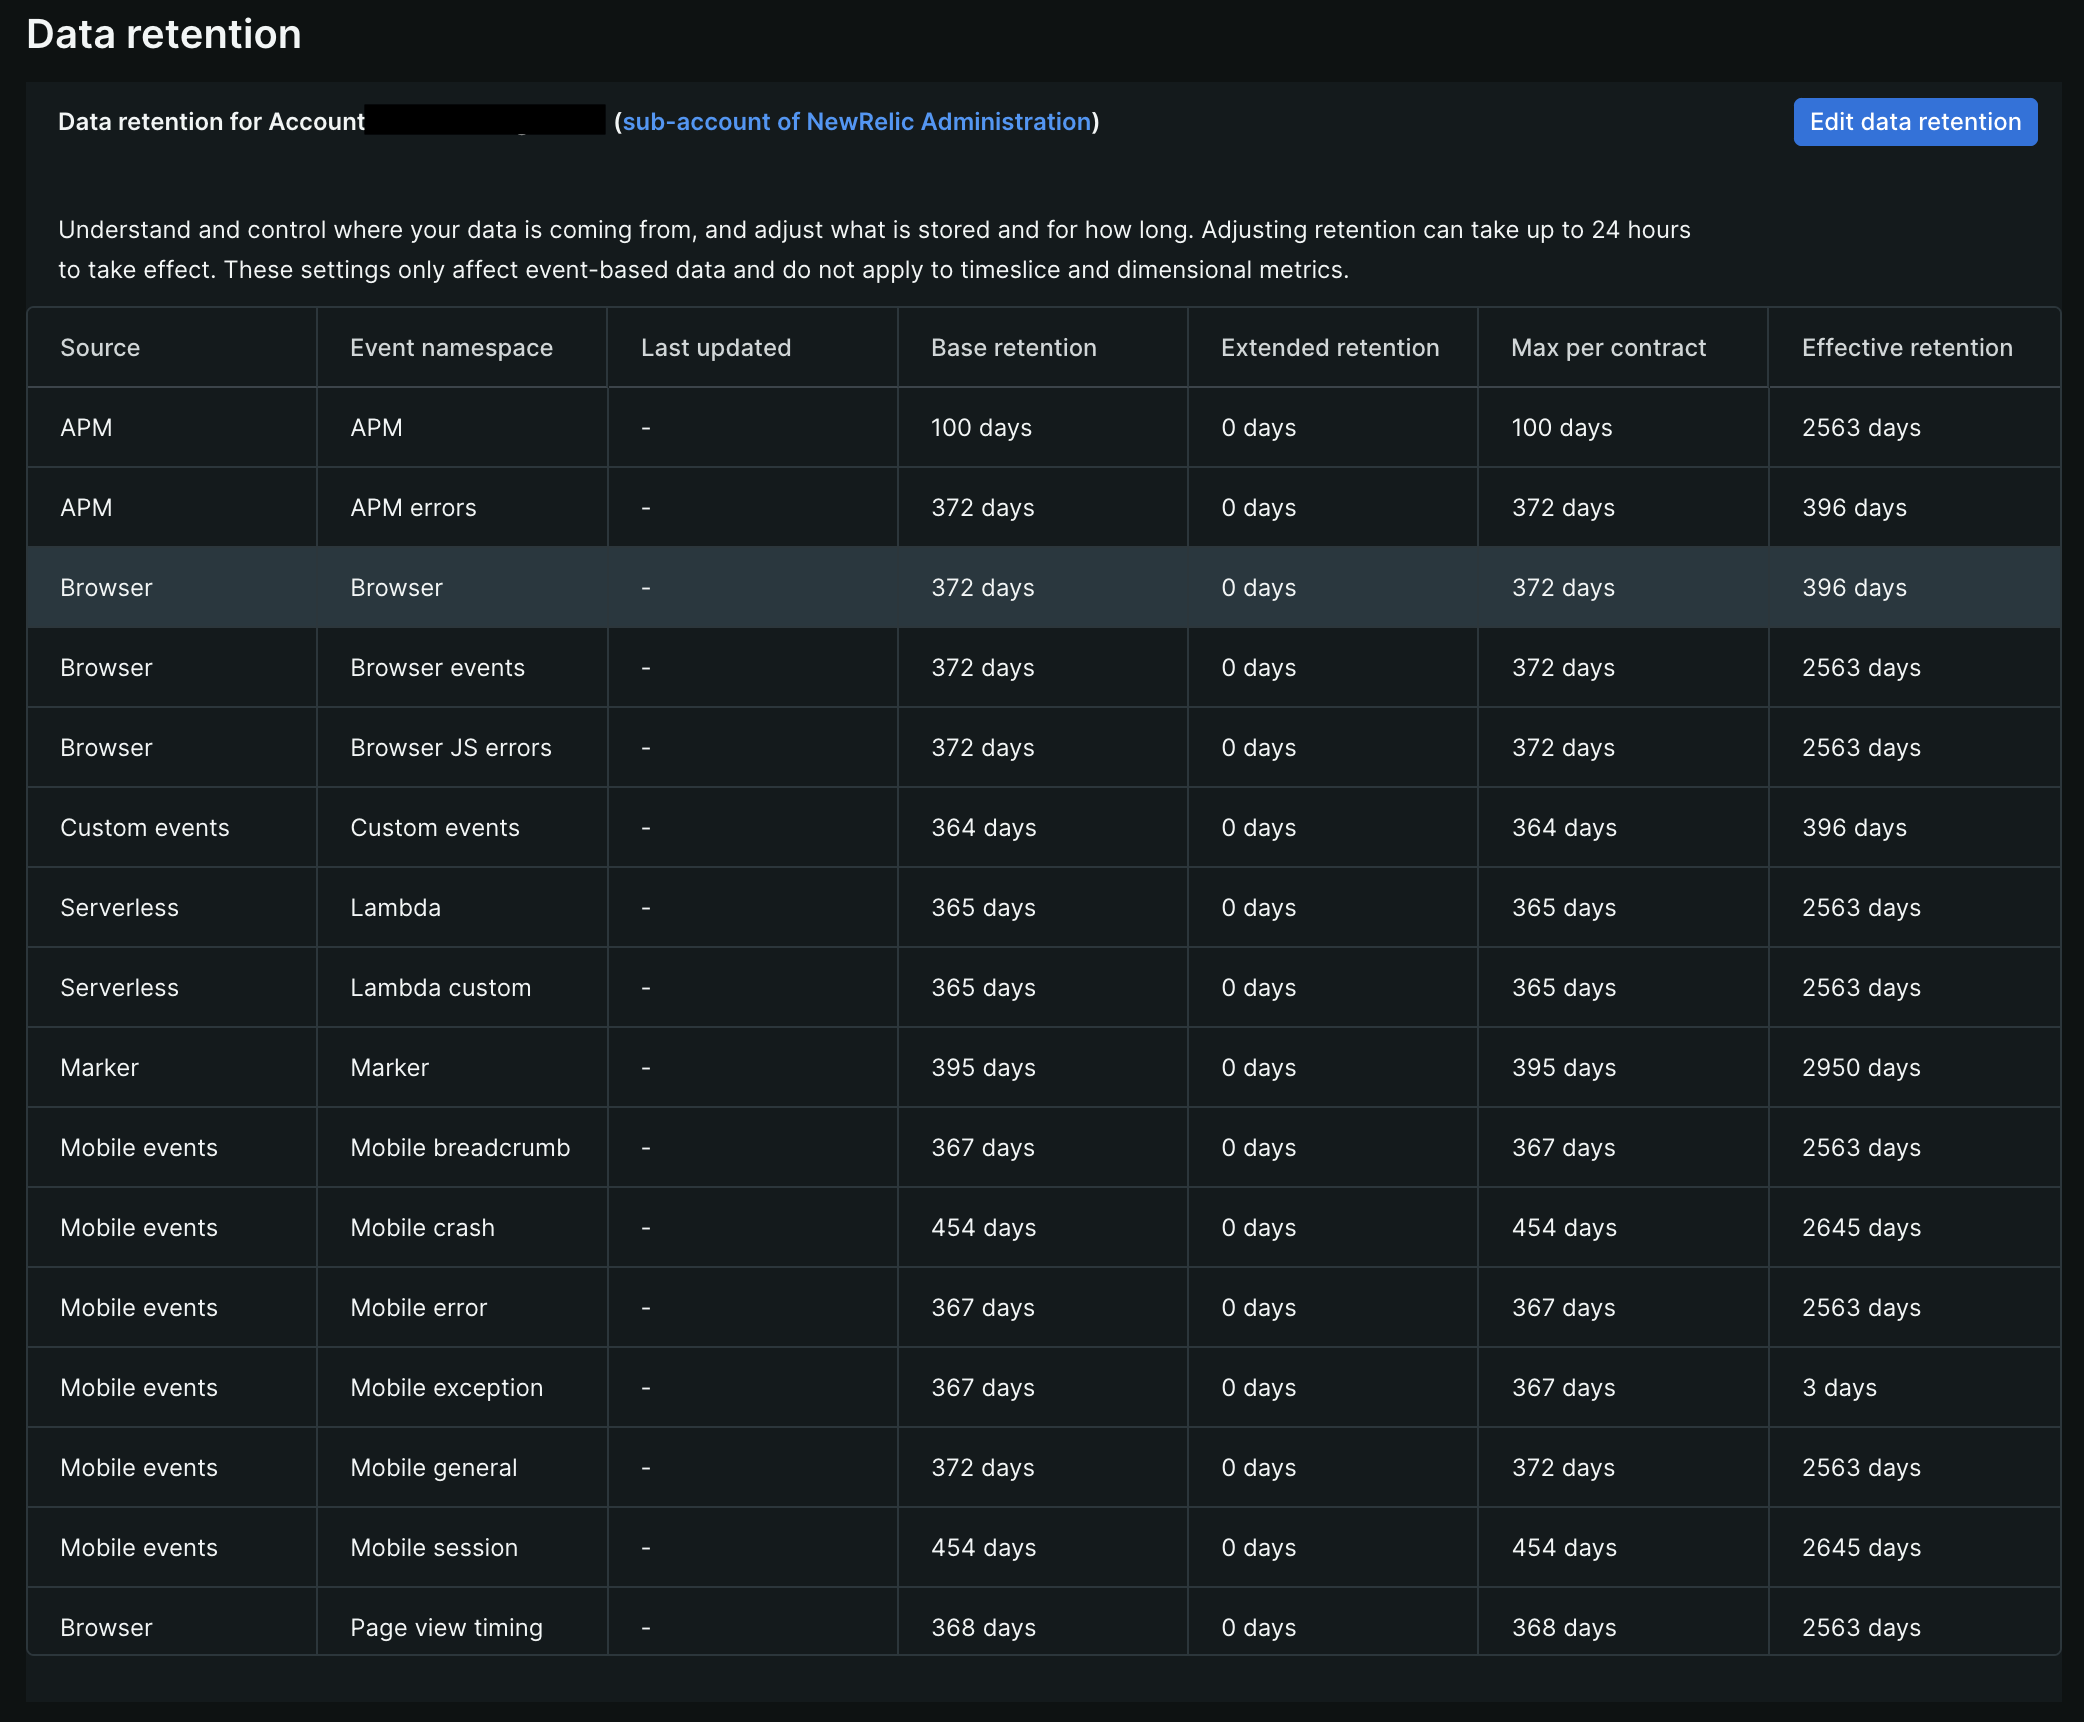 Data retention
Data retention for Account (sub-account of NewRelic Administration)
Edit data retention
Understand and control where your data is coming from, and adjust what is stored and for how long. Adjusting retention can take up to 24 hours
to take effect. These settings only affect event-based data and do not apply to timeslice and dimensional metrics.
Source Event namespace Last updated Base retention Extended retention Max per contract Effective retention
APM APM - 100 days 0 days 100 days 2563 days
APM APM errors - 372 days 0 days 372 days 396 days
Browser Browser - 372 days 0 days 372 days 396 days
Browser Browser events - 372 days 0 days 372 days 2563 days
Browser Browser JS errors - 372 days 0 days 372 days 2563 days
Custom events Custom events - 364 days 0 days 364 days 396 days
Serverless Lambda - 365 days 0 days 365 days 2563 days
Serverless Lambda custom - 365 days 0 days 365 days 2563 days
Marker Marker - 395 days 0 days 395 days 2950 days
Mobile events Mobile breadcrumb - 367 days 0 days 367 days 2563 days
Mobile events Mobile crash - 454 days 0 days 454 days 2645 days
Mobile events Mobile error - 367 days 0 days 367 days 2563 days
Mobile events Mobile exception - 367 days 0 days 367 days 3 days
Mobile events Mobile general - 372 days 0 days 372 days 2563 days
Mobile events Mobile session - 454 days 0 days 454 days 2645 days
Browser Page view timing - 368 days 0 days 368 days 2563 days